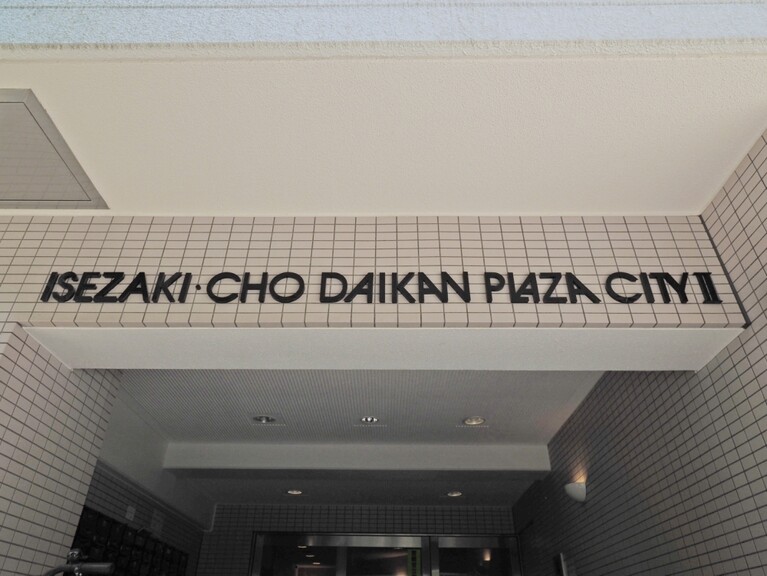 ISEZAKI・CHO DAIKAN PLAZA CITY II